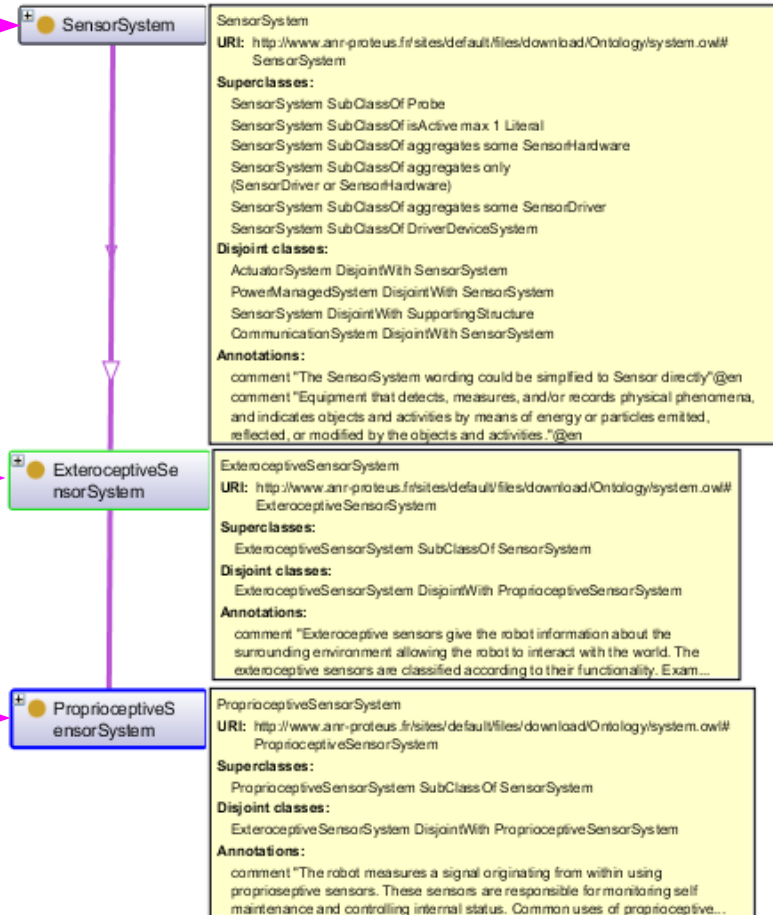 SensorSystem
SensorSystem
URI: http://www.anr-proteus.fr/sites/default/files/download/Ontology/system.owl#
SensorSystem
Superclasses:
SensorSystem SubClassOf Probe
SensorSystem SubClassOf isActive max 1 Literal
SensorSystem SubClassOf aggregates some SensorHardware
SensorSystem SubClassOf aggregates only
(SensorDriver or SensorHardware)
SensorSystem SubClassOf aggregates some SensorDriver
SensorSystem SubClassOf DriverDeviceSystem
Disjoint classes:
ActuatorSystem DisjointWith SensorSystem
PowerManagedSystem DisjointWith SensorSystem
SensorSystem DisjointWith SupportingStructure
CommunicationSystem DisjointWith SensorSystem
Annotations:
comment "The SensorSystem wording could be simplfied to Sensor directly"@en
comment "Equipment that detects, measures, and/or records physical phenomena,
and indicates objects and activities by means of energy or particles emitted,
reflected, or modified by the objects and activities."@en
ExteroceptiveSe
nsorSystem
ExteroceptiveSensorSystem
URI: http://www.anr-proteus.fr/sites/default/files/download/Ontology/system.owl#
ExteroceptiveSensorSystem
Superclasses:
ExteroceptiveSensorSystem SubClassOf SensorSystem
Disjoint classes:
ExteroceptiveSensorSystem DisjointWith ProprioceptiveSensorSystem
Annotations:
comment "Exteroceptive sensors give the robot information about the
surrounding environment allowing the robot to interact with the world. The
exteroceptive sensors are classified according to their functionality. Exam...
ProprioceptiveS
ensorSystem
ProprioceptiveSensorSystem
URI: http://www.anr-proteus.fr/sites/default/files/download/Ontology/system.owl#
ProprioceptiveSensorSystem
Superclasses:
ProprioceptiveSensorSystem SubClassOf SensorSystem
Disjoint classes:
ExteroceptiveSensorSystem DisjointWith ProprioceptiveSensorSystem
Annotations:
comment "The robot measures a signal originating from within using
proprioseptive sensors. These sensors are responsible for monitoring self
maintenance and controlling internal status. Common uses of proprioceptive...